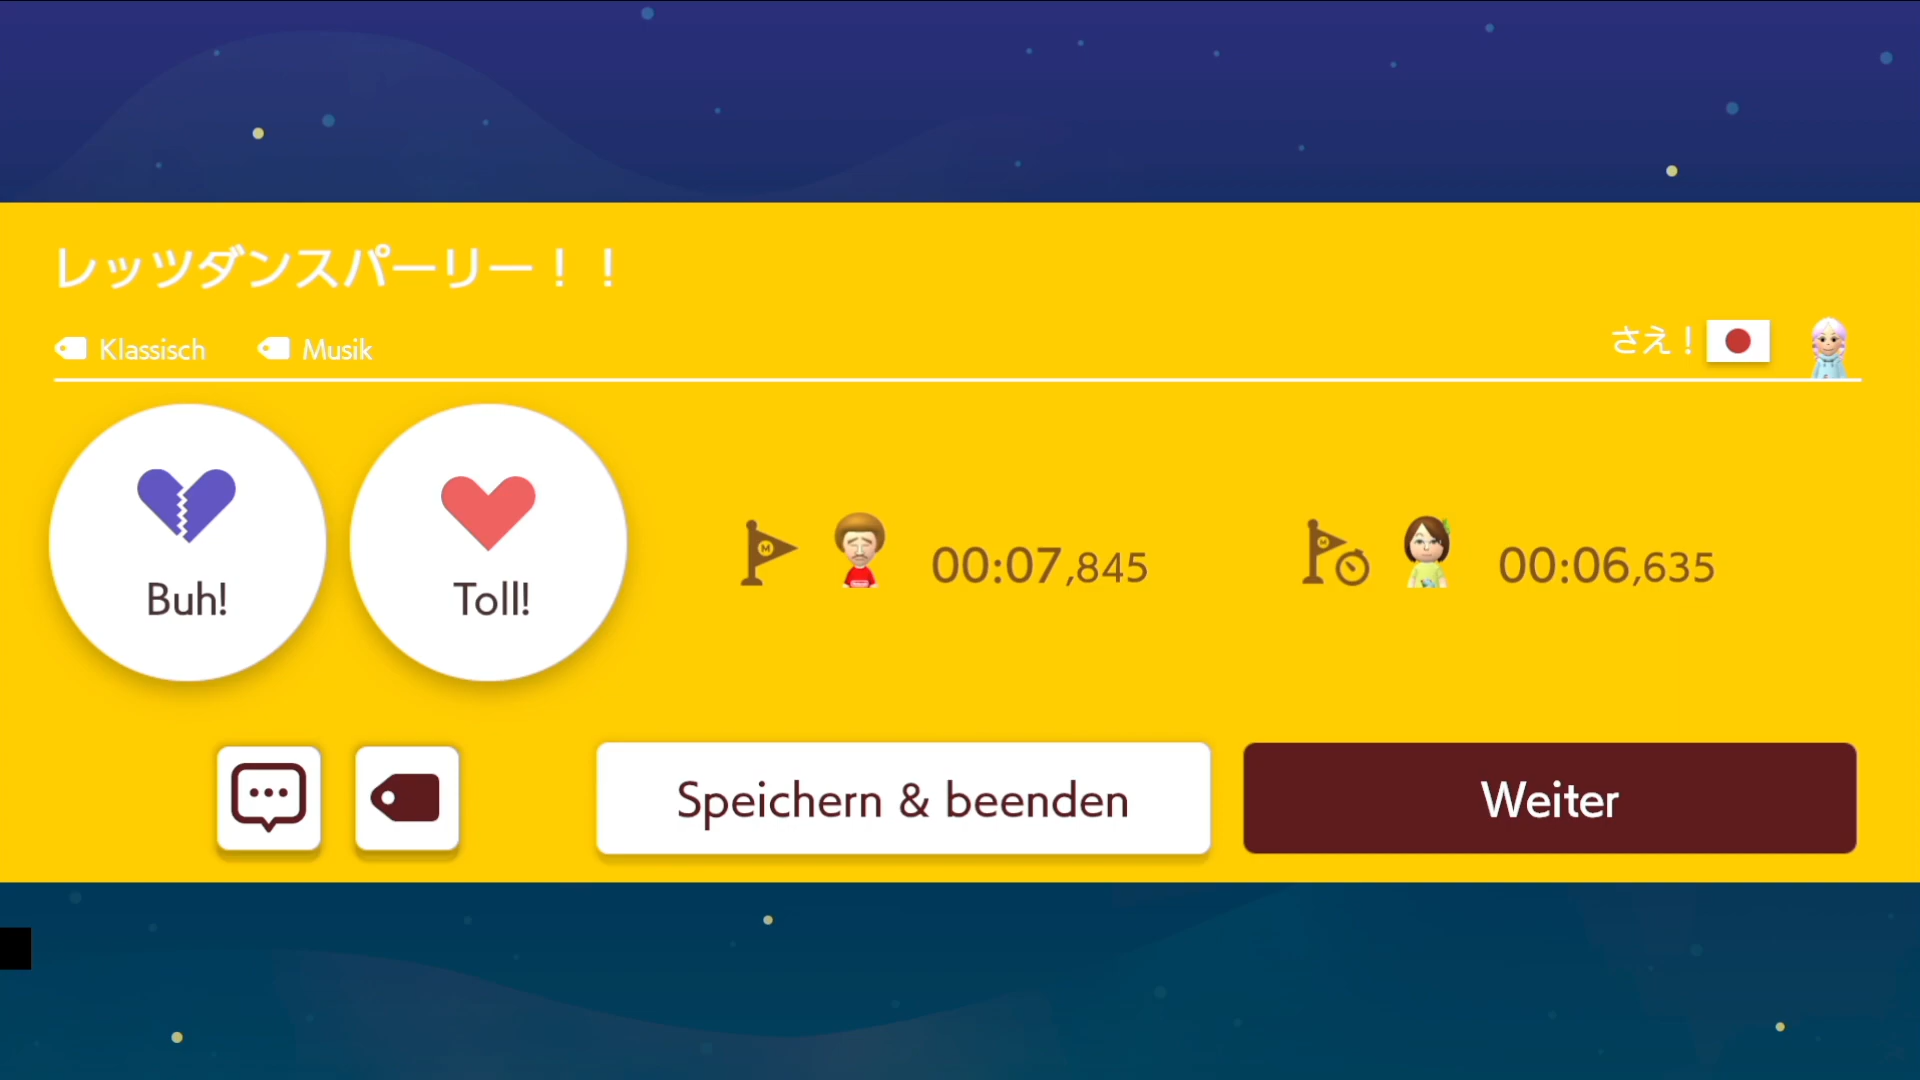 レッツダンスパーリー！！
Klassisch Musik
さえ！
Buh!
Toll!
00:07,845
00:06,635
Speichern & beenden
Weiter